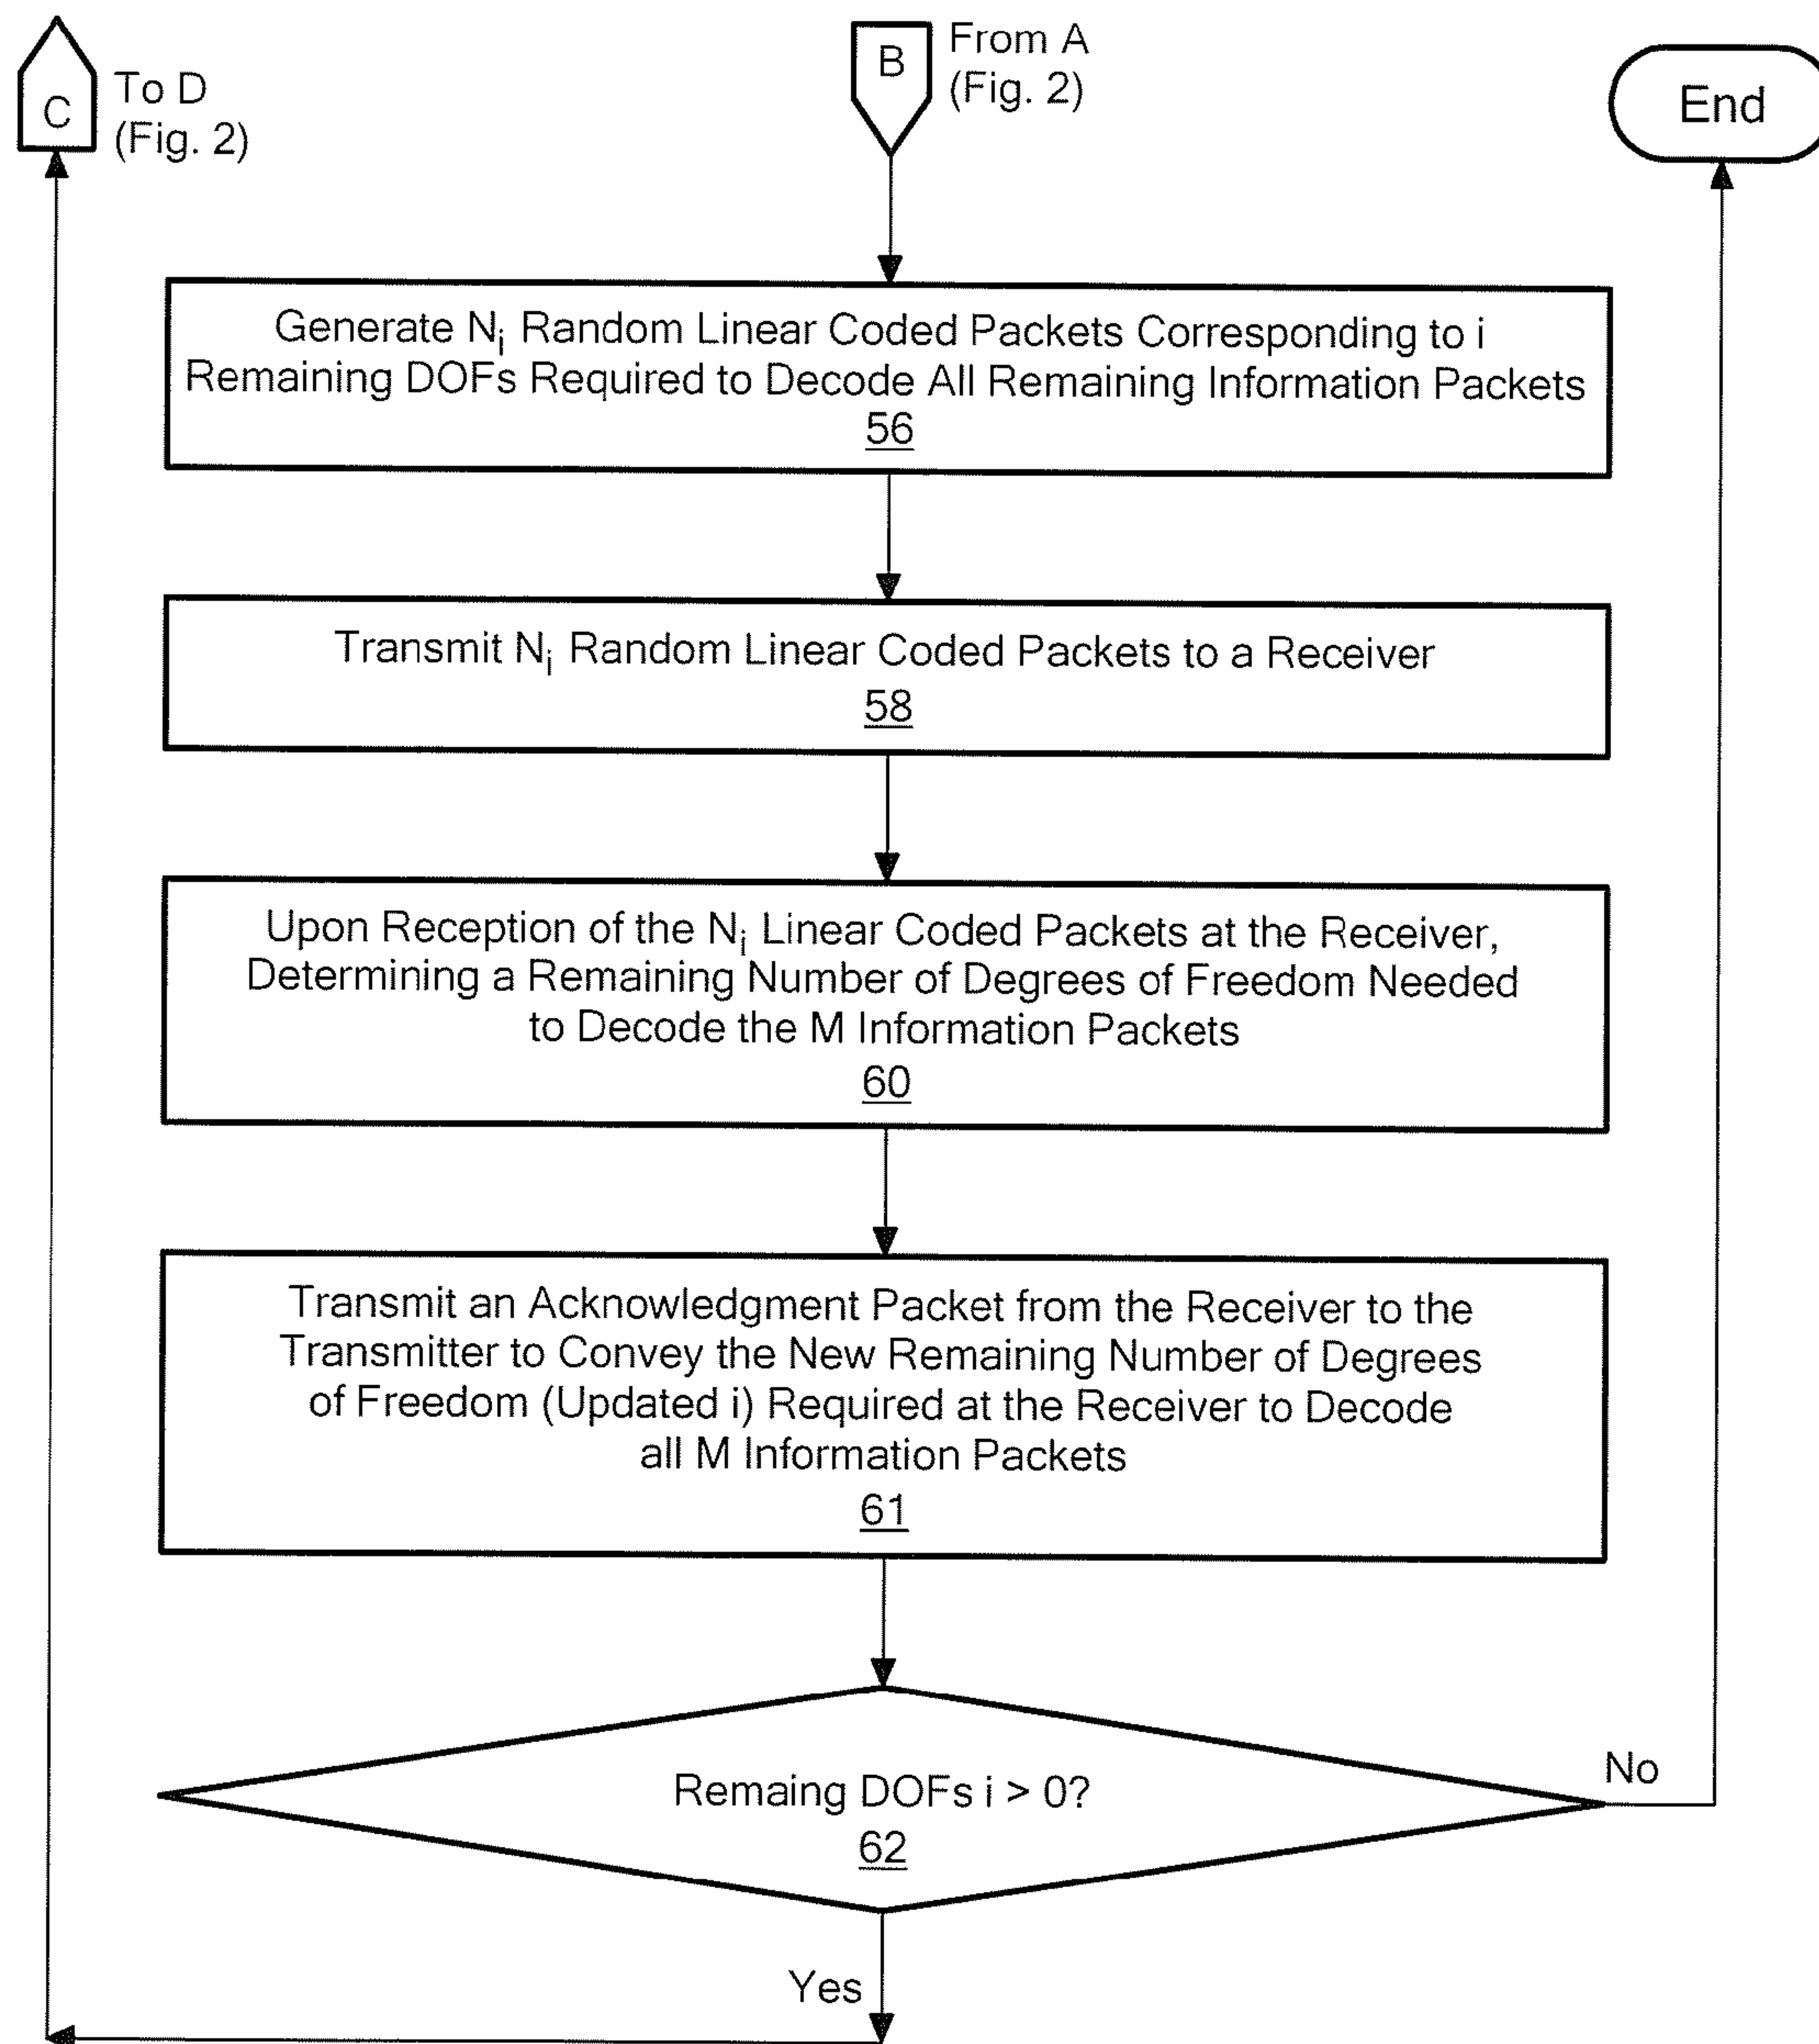 C
To D
(Fig. 2)
B
From A
(Fig. 2)
End
Generate Nᵢ Random Linear Coded Packets Corresponding to i
Remaining DOFs Required to Decode All Remaining Information Packets
56
Transmit Nᵢ Random Linear Coded Packets to a Receiver
58
Upon Reception of the Nᵢ Linear Coded Packets at the Receiver,
Determining a Remaining Number of Degrees of Freedom Needed
to Decode the M Information Packets
60
Transmit an Acknowledgment Packet from the Receiver to the
Transmitter to Convey the New Remaining Number of Degrees
of Freedom (Updated i) Required at the Receiver to Decode
all M Information Packets
61
Remaing DOFs i > 0?
62
No
Yes